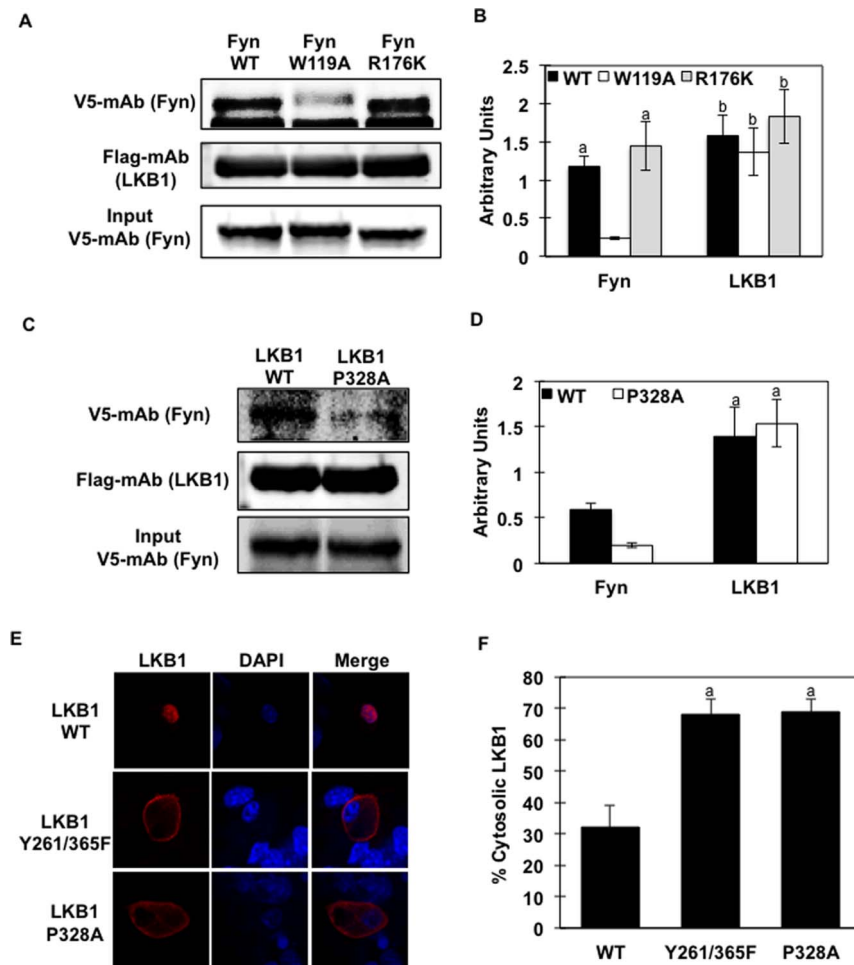 A
Fyn WT
Fyn W119A
Fyn R176K
V5-mAb (Fyn)
Flag-mAb (LKB1)
Input V5-mAb (Fyn)
B
WT W119A R176K
Arbitrary Units
2.5
2
1.5
1
0.5
0
a
a
b
b
b
Fyn
LKB1
C
LKB1 WT
LKB1 P328A
V5-mAb (Fyn)
Flag-mAb (LKB1)
Input V5-mAb (Fyn)
D
WT P328A
Arbitrary Units
2
1.5
1
0.5
0
a
a
Fyn
LKB1
E
LKB1
DAPI
Merge
LKB1 WT
LKB1 Y261/365F
LKB1 P328A
F
% Cytosolic LKB1
80
70
60
50
40
30
20
10
0
a
a
WT
Y261/365F
P328A